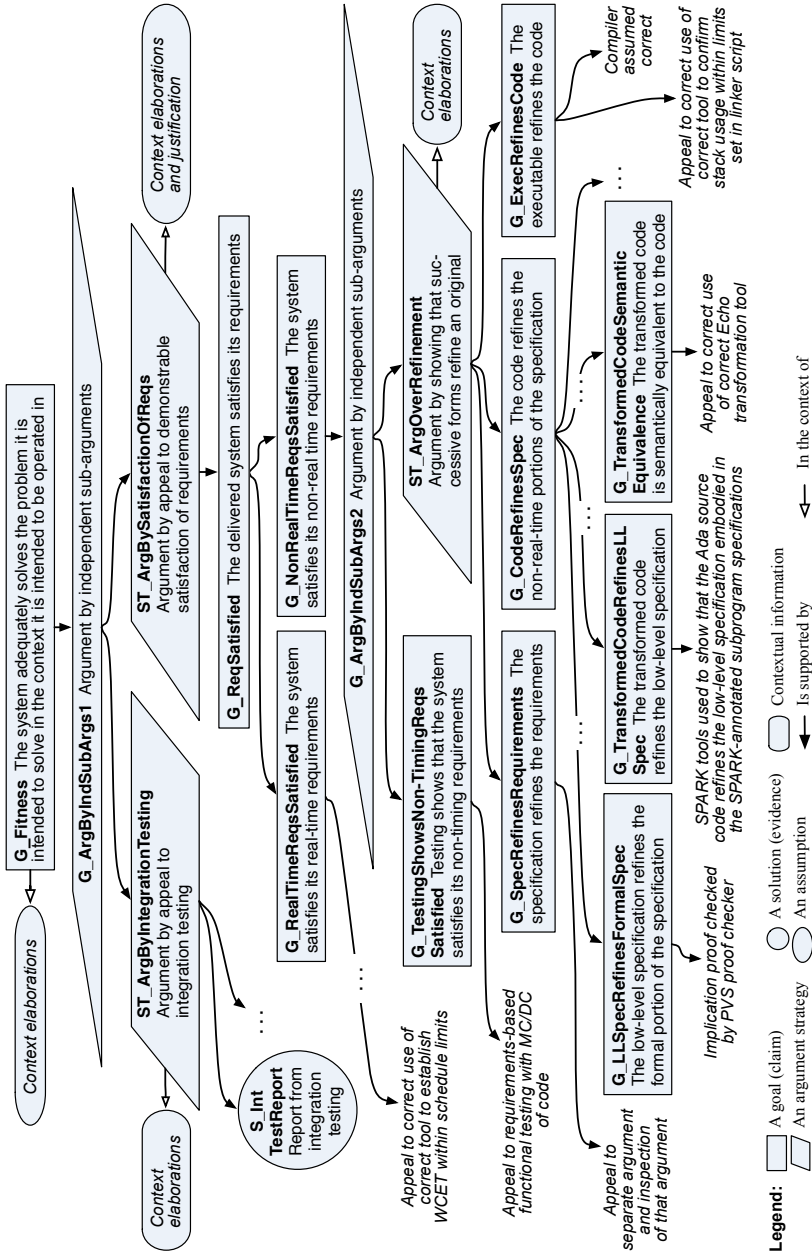 G_Fitness The system adequately solves the problem it is
intended to solve in the context it is intended to be operated in
Context elaborations
G_ArgByIndSubArgs1 Argument by independent sub-arguments
ST_ArgByIntegrationTesting
Argument by appeal to
integration testing
Context
elaborations
ST_ArgBySatisfactionOfReqs
Argument by appeal to demonstrable
satisfaction of requirements
Context elaborations
and justification
S_Int
TestReport
Report from
integration
testing
. . . .
G_ReqSatisfied The delivered system satisfies its requirements
G_RealTimeReqsSatisfied The system
satisfies its real-time requirements
G_NonRealTimeReqsSatisfied The system
satisfies its non-real time requirements
. . .
Appeal to correct use of
correct tool to establish
WCET within schedule limits
G_ArgByIndSubArgs2 Argument by independent sub-arguments
G_TestingShowsNon-TimingReqs
Satisfied Testing shows that the system
satisfies its non-timing requirements
ST_ArgOverRefinement
Argument by showing that suc-
cessive forms refine an original
Context
elaborations
Appeal to requirements-based
functional testing with MC/DC
of code
G_SpecRefinesRequirements The
specification refines the requirements
G_CodeRefinesSpec The code refines the
non-real-time portions of the specification
G_ExecRefinesCode The
executable refines the code
Appeal to
separate argument
and inspection
of that argument
. . .
. . .
. . .
. . .
Compiler
assumed
correct
Appeal to correct use of
correct tool to confirm
stack usage within limits
set in linker script
G_LLSpecRefinesFormalSpec
The low-level specification refines the
formal portion of the specification
G_TransformedCodeRefinesLL
Spec The transformed code
refines the low-level specification
G_TransformedCodeSemantic
Equivalence The transformed code
is semantically equivalent to the code
Implication proof checked
by PVS proof checker
SPARK tools used to show that the Ada source
code refines the low-level specification embodied in
the SPARK-annotated subprogram specifications
Appeal to correct use
of correct Echo
transformation tool
Legend:
A goal (claim)
A solution (evidence)
Contextual information
An argument strategy
An assumption
Is supported by
In the context of